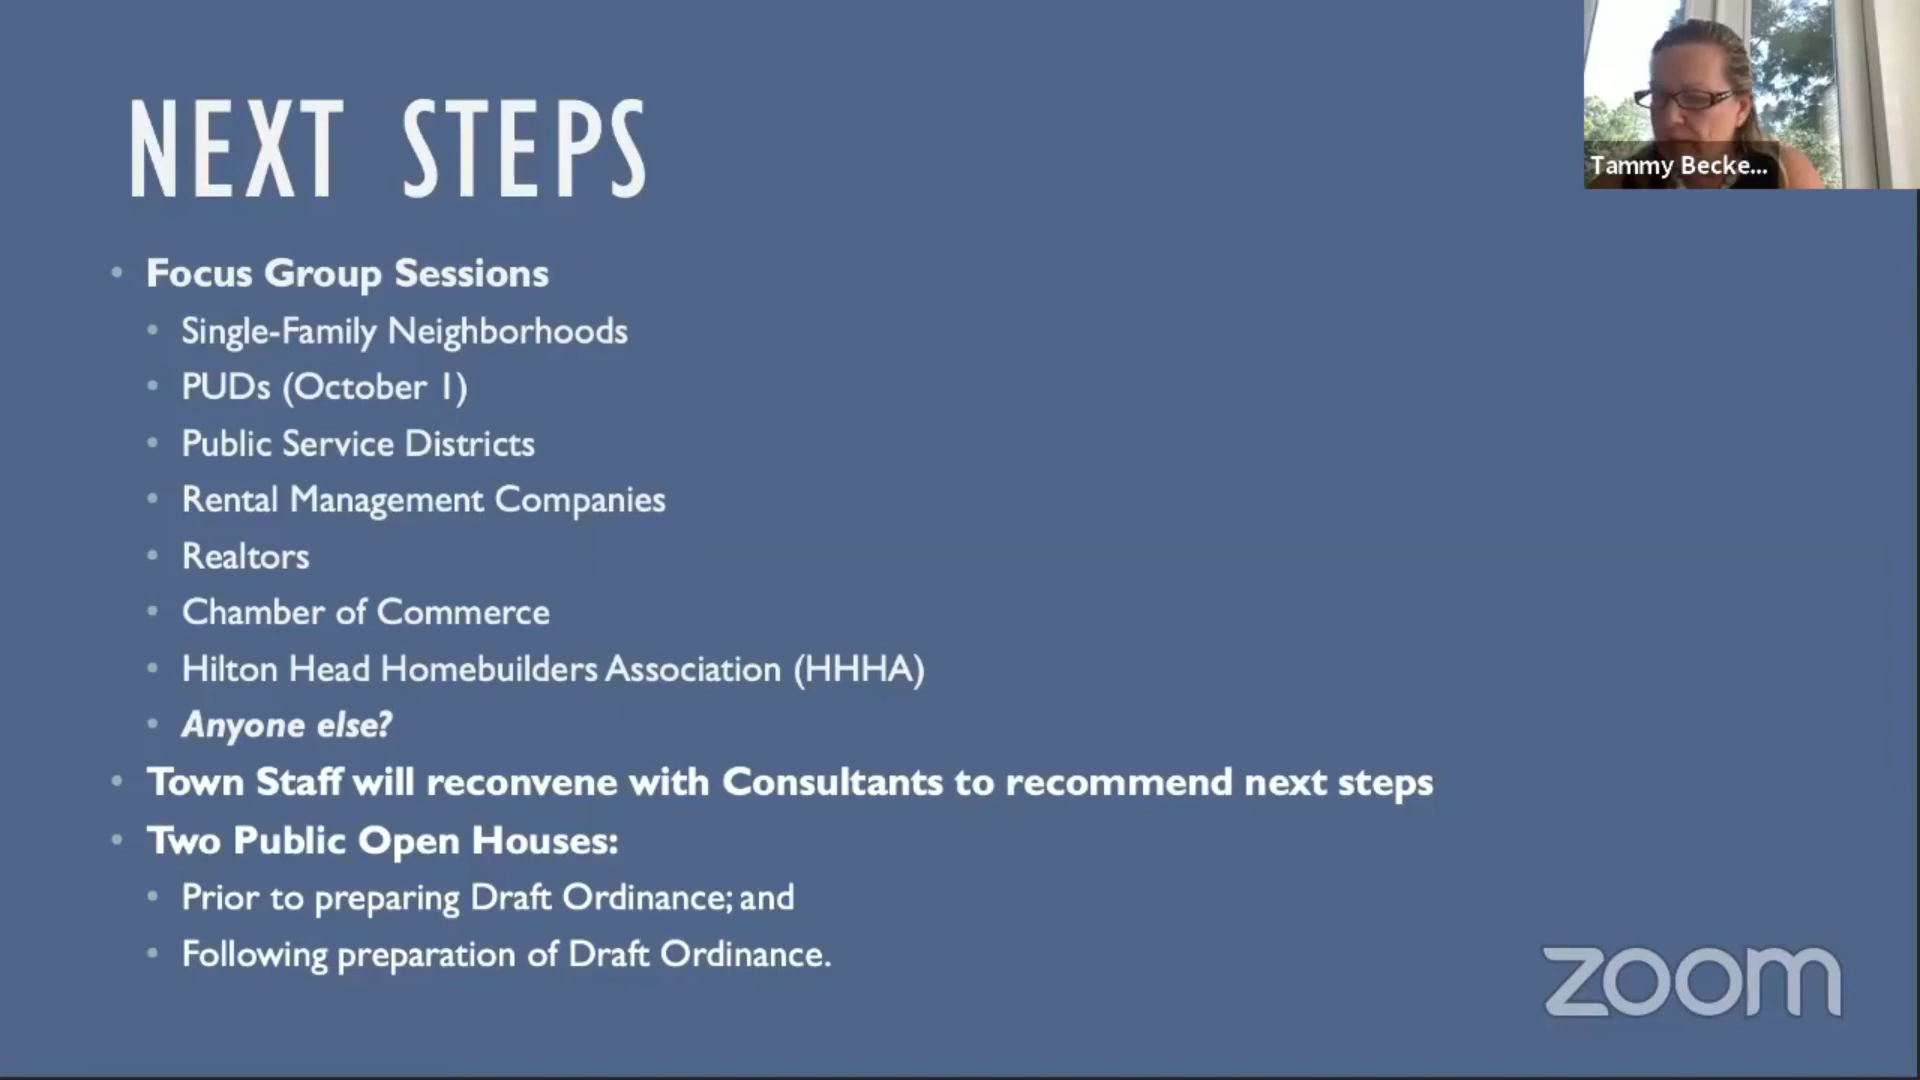 NEXT STEPS
Tammy Becke...
• Focus Group Sessions
• Single-Family Neighborhoods
• PUDs (October 1)
• Public Service Districts
• Rental Management Companies
• Realtors
• Chamber of Commerce
• Hilton Head Homebuilders Association (HHHA)
• Anyone else?
• Town Staff will reconvene with Consultants to recommend next steps
• Two Public Open Houses:
• Prior to preparing Draft Ordinance; and
• Following preparation of Draft Ordinance.
zoom